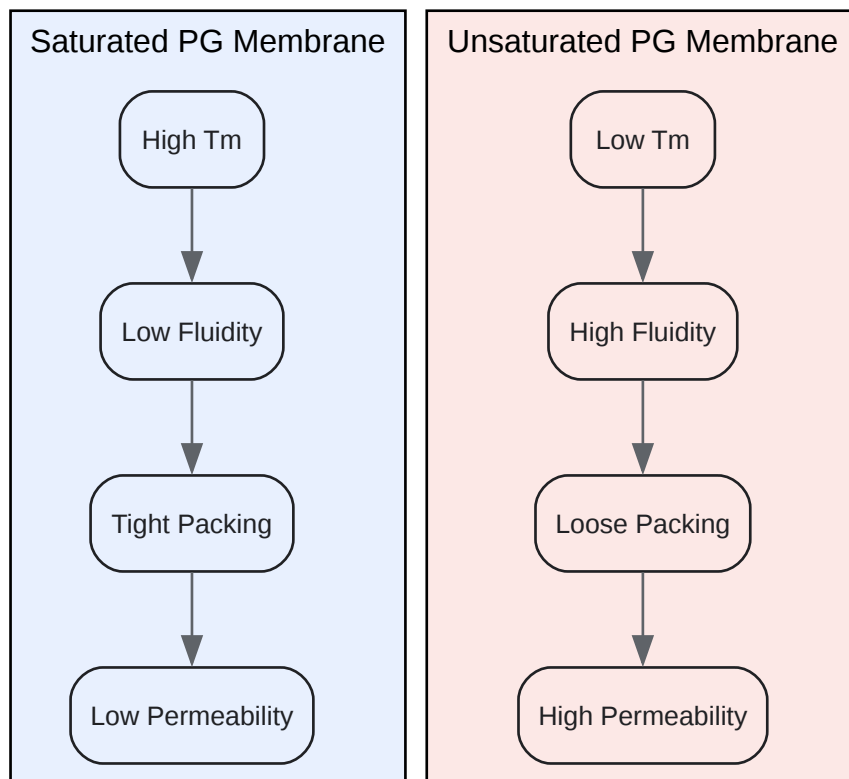 Saturated PG Membrane
High Tm
Low Fluidity
Tight Packing
Low Permeability
Unsaturated PG Membrane
Low Tm
High Fluidity
Loose Packing
High Permeability